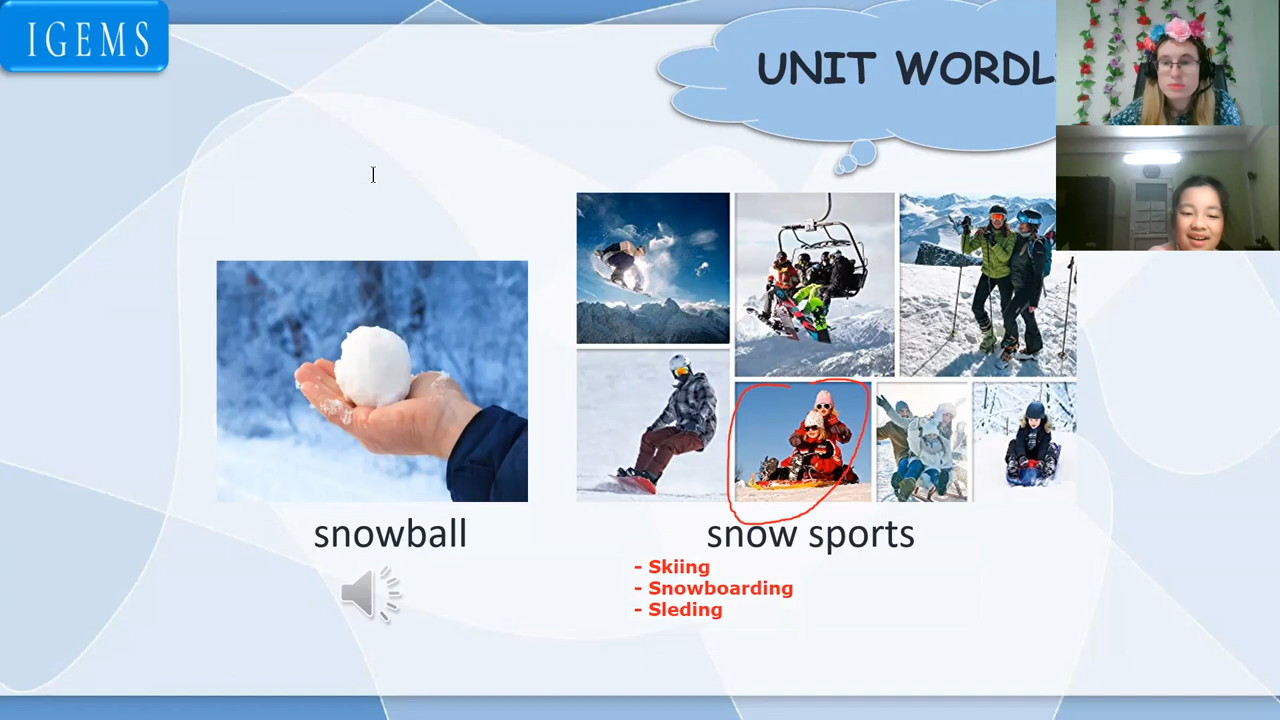 IGEMS
UNIT WORDL
snowball
snow sports
- Skiing
- Snowboarding
- Sleding